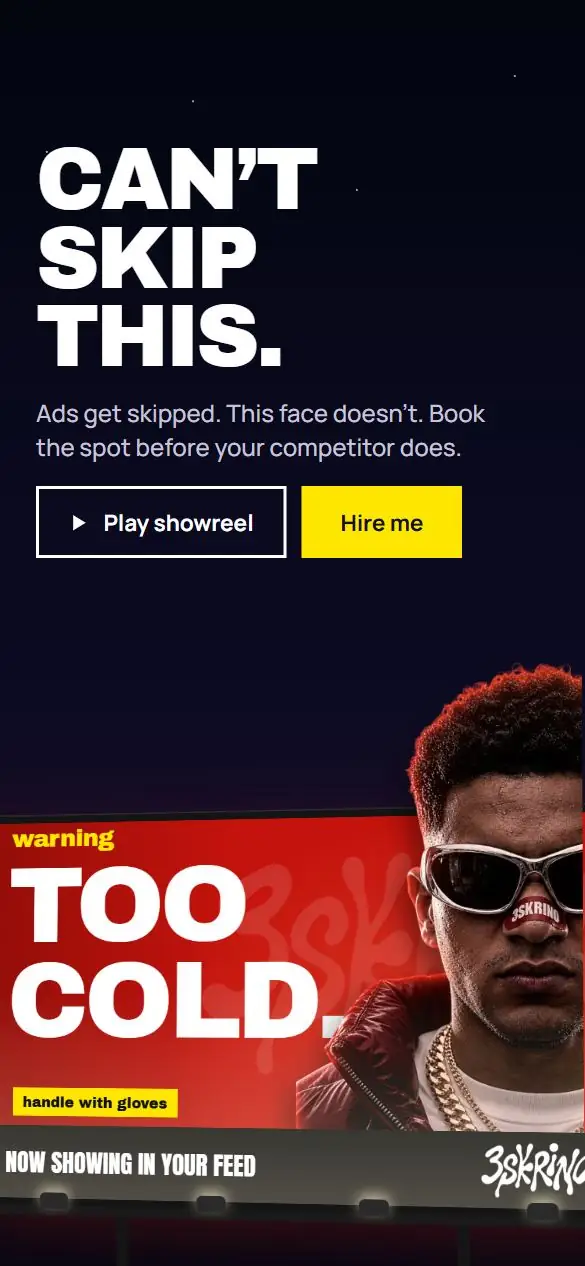 CAN’T
SKIP
THIS.
Ads get skipped. This face doesn’t. Book
the spot before your competitor does.
Play showreel
Hire me
warning
TOO
COLD.
3SKRINO
handle with gloves
NOW SHOWING IN YOUR FEED
3SKRINO